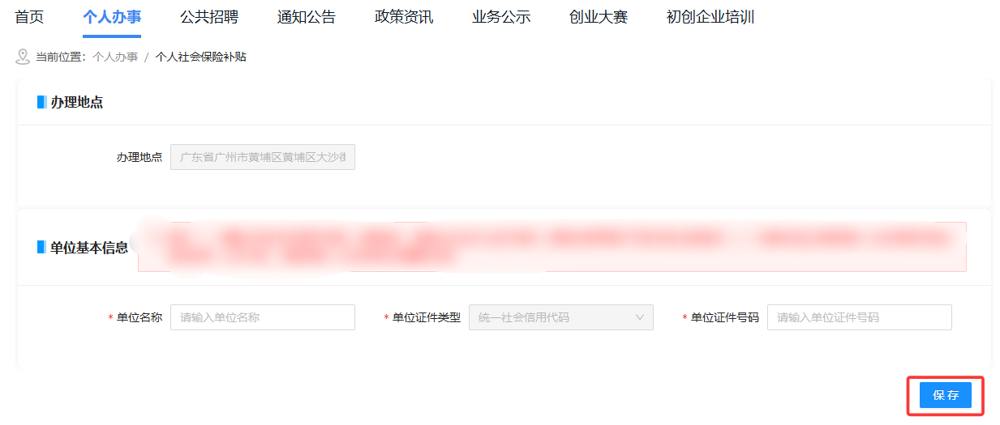 首页 个人办事 公共招聘 通知公告 政策资讯 业务公示 创业大赛 初创企业培训
当前位置： 个人办事 / 个人社会保险补贴
办理地点
办理地点 广东省广州市黄埔区黄埔区大沙街
单位基本信息
* 单位名称 请输入单位名称 * 单位证件类型 统一社会信用代码 * 单位证件号码 请输入单位证件号码
保存